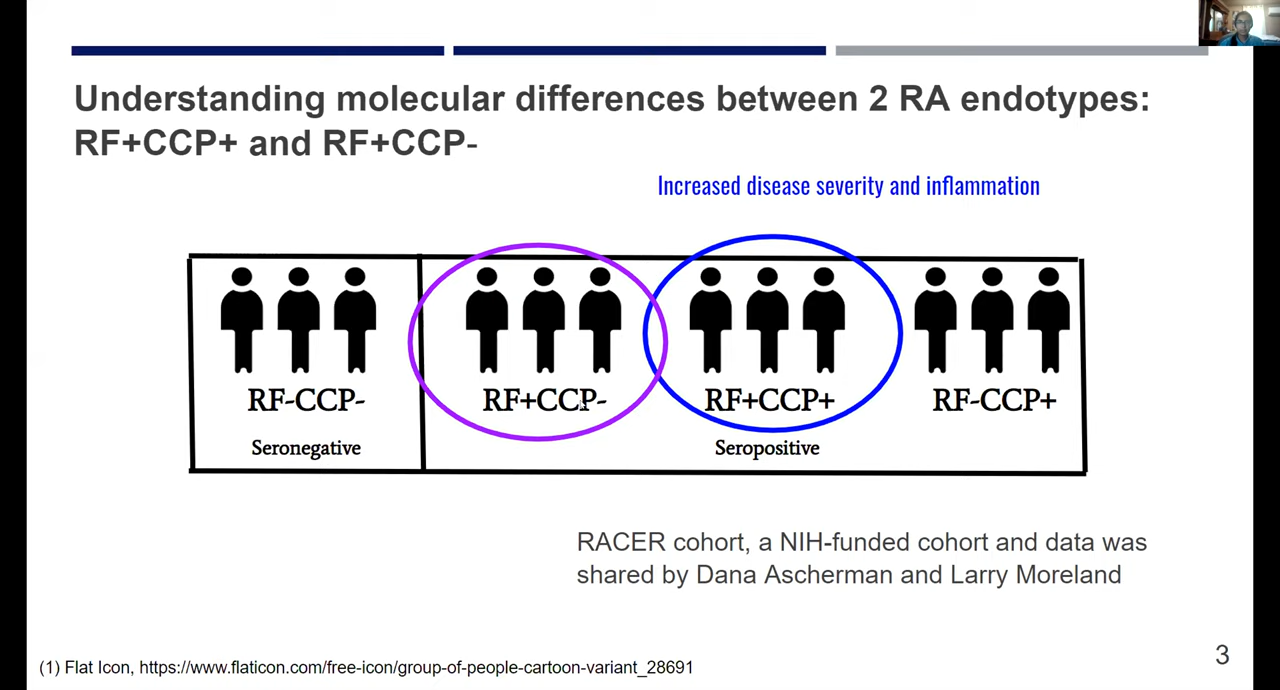 Understanding molecular differences between 2 RA endotypes:
RF+CCP+ and RF+CCP-
Increased disease severity and inflammation
RF-CCP-
RF+CCP-
RF+CCP+
RF-CCP+
Seronegative
Seropositive
RACER cohort, a NIH-funded cohort and data was
shared by Dana Ascherman and Larry Moreland
(1) Flat Icon, https://www.flaticon.com/free-icon/group-of-people-cartoon-variant_28691
3